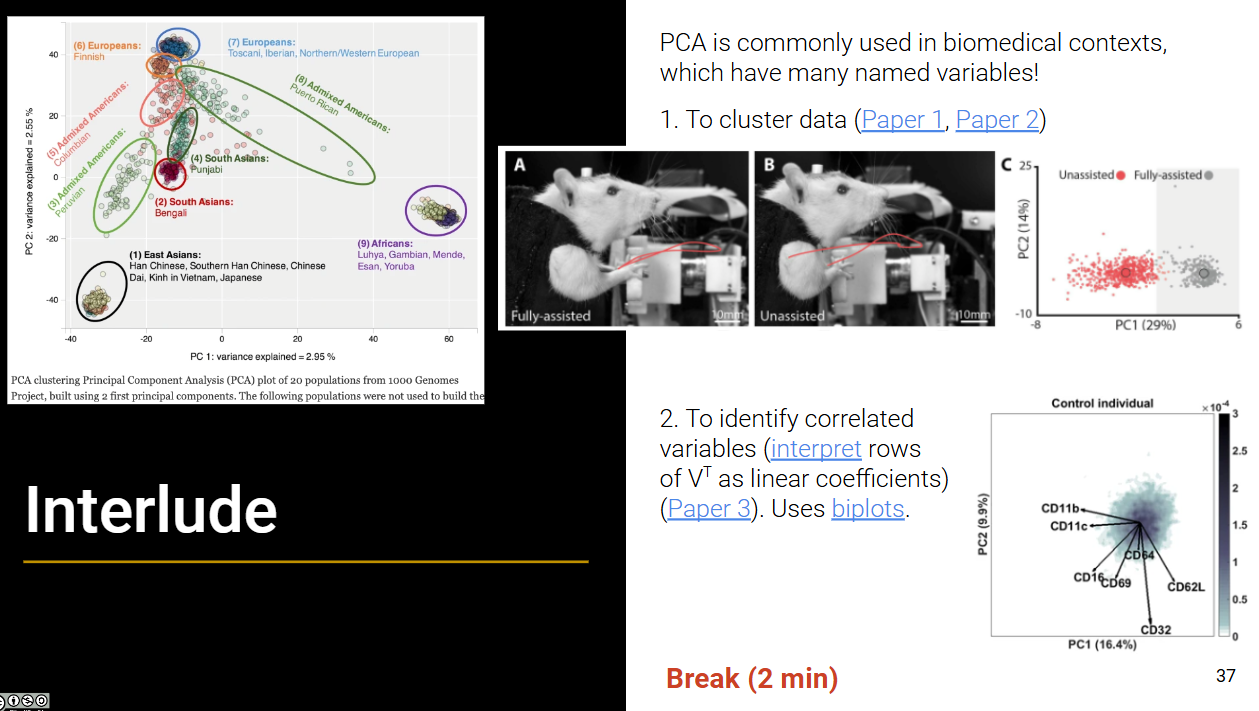 (6) Europeans:
Finnish
(7) Europeans:
Toscani, Iberian, Northern/Western European
(8) Admixed Americans:
Puerto Rican
(5) Admixed Americans:
Columbian
(3) Admixed Americans:
Peruvian
(4) South Asians:
Punjabi
(2) South Asians:
Bengali
(9) Africans:
Luhya, Gambian, Mende,
Esan, Yoruba
(1) East Asians:
Han Chinese, Southern Han Chinese, Chinese
Dai, Kinh in Vietnam, Japanese
PC 2: variance explained = 2.55 %
40
20
0
-20
-40
-40
-20
0
20
40
60
PC 1: variance explained = 2.95 %
PCA clustering Principal Component Analysis (PCA) plot of 20 populations from 1000 Genomes
Project, built using 2 first principal components. The following populations were not used to build the
Interlude
PCA is commonly used in biomedical contexts,
which have many named variables!
1. To cluster data (Paper 1, Paper 2)
A
Fully-assisted
10mm
B
Unassisted
10mm
C
25
Unassisted
Fully-assisted
PC2 (14%)
-10
-8
PC1 (29%)
6
2. To identify correlated
variables (interpret rows
of Vᵀ as linear coefficients)
(Paper 3). Uses biplots.
Control individual
×10⁻⁴
3
2.5
2
1.5
1
0.5
0
CD11b
CD11c
CD64
CD16
CD69
CD62L
CD32
PC2 (9.9%)
PC1 (16.4%)
Break (2 min)
37